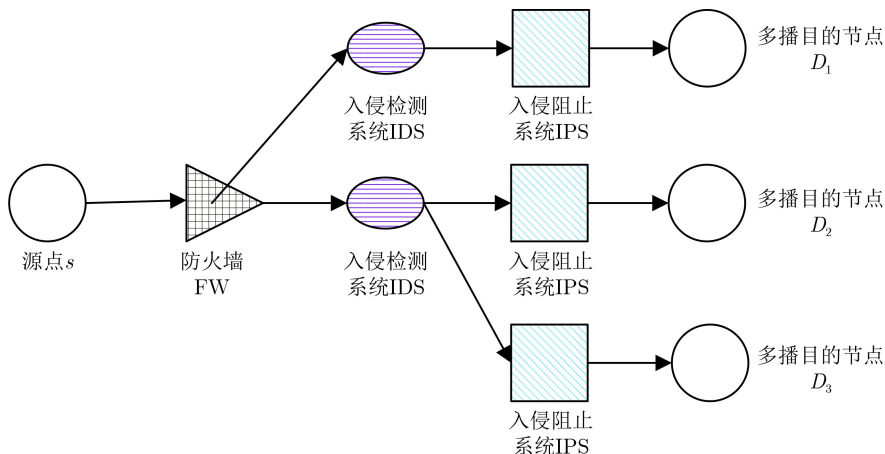 多播目的节点
D₁
入侵检测
系统IDS
入侵阻止
系统IPS
多播目的节点
D₂
源点s
防火墙
FW
入侵检测
系统IDS
入侵阻止
系统IPS
多播目的节点
D₃
入侵阻止
系统IPS